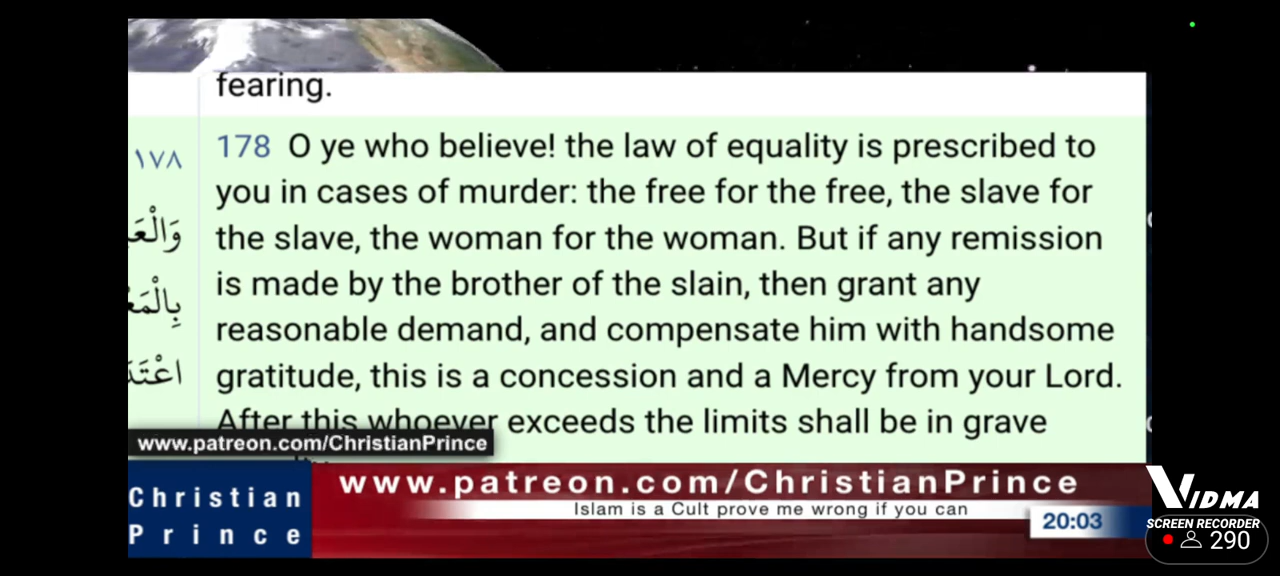 fearing.
١٧٨
178 O ye who believe! the law of equality is prescribed to
you in cases of murder: the free for the free, the slave for
وَالْعَ
the slave, the woman for the woman. But if any remission
is made by the brother of the slain, then grant any
بِالْمَعْ
reasonable demand, and compensate him with handsome
اعْتَدَ
gratitude, this is a concession and a Mercy from your Lord.
After this whoever exceeds the limits shall be in grave
www.patreon.com/ChristianPrince
Christian
Prince
www.patreon.com/ChristianPrince
Islam is a Cult prove me wrong if you can
20:03
VIDMA
SCREEN RECORDER
290